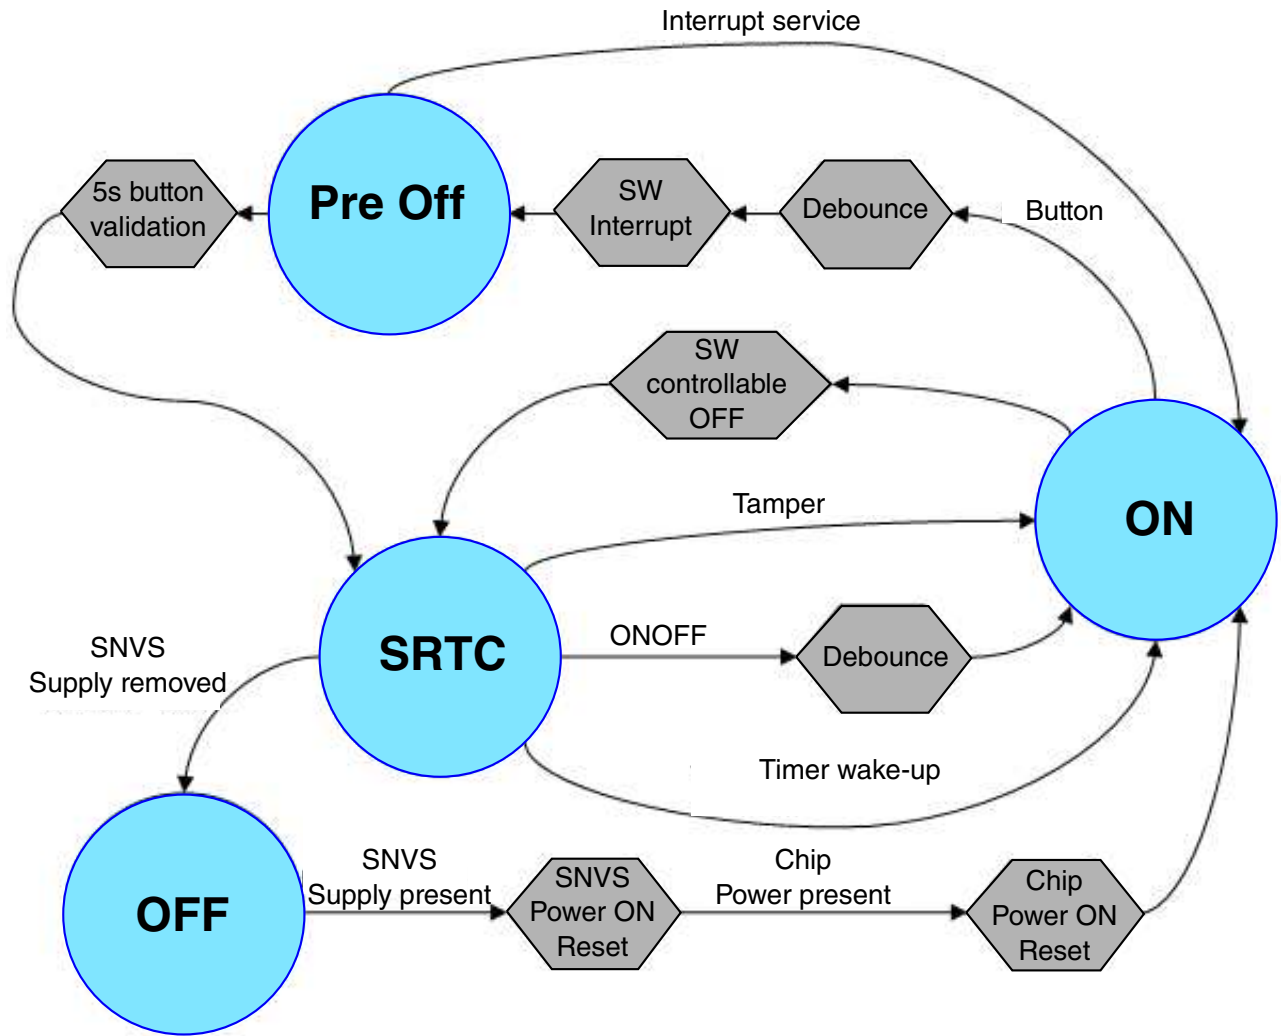 Interrupt service
5s button
validation
Pre Off
SW
Interrupt
Debounce
Button
SW
controllable
OFF
Tamper
ON
SNVS
Supply removed
SRTC
ONOFF
Debounce
Timer wake-up
OFF
SNVS
Supply present
SNVS
Power ON
Reset
Chip
Power present
Chip
Power ON
Reset